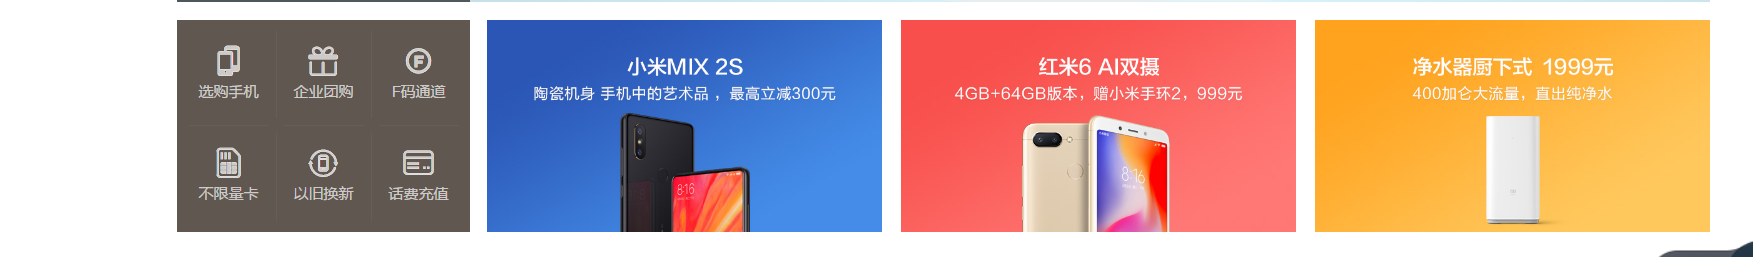 选购手机
企业团购
F码通道
不限量卡
以旧换新
话费充值
小米MIX 2S
陶瓷机身 手机中的艺术品 ，最高立减300元
8:16
红米6 AI双摄
4GB+64GB版本，赠小米手环2，999元
8:16
净水器厨下式 1999元
400加仑大流量，直出纯净水